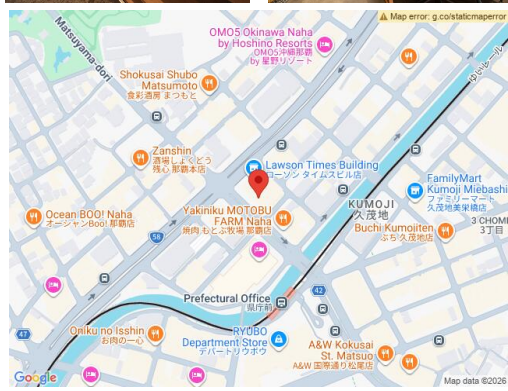 Map error: g.co/staticmaperror
Matsuyama-dori
OMO5 Okinawa Naha
by Hoshino Resorts
OMO5沖縄那覇
by 星野リゾート
ゆいレール
Shokusai Shubo
Matsumoto
食彩酒房 まつもと
Zanshin
酒場しょくどう
残心 那覇本店
Lawson Times Building
ローソン タイムスビル店
FamilyMart
Kumoji Miebashi
ファミリーマート
久茂地美栄橋店
KUMOJI
久茂地
Yakiniku MOTOBU
FARM Naha
焼肉 もとぶ牧場 那覇店
Ocean BOO! Naha
オーシャンBoo! 那覇店
Buchi Kumojiten
ぶち 久茂地店
3 CHOME
3丁目
58
Prefectural Office
県庁前
42
47
Oniku no Isshin
お肉の一心
RYUBO
Department Store
デパートリウボウ
A&W Kokusai
St. Matsuo
A&W 国際通り松尾店
Google
Map data ©2026